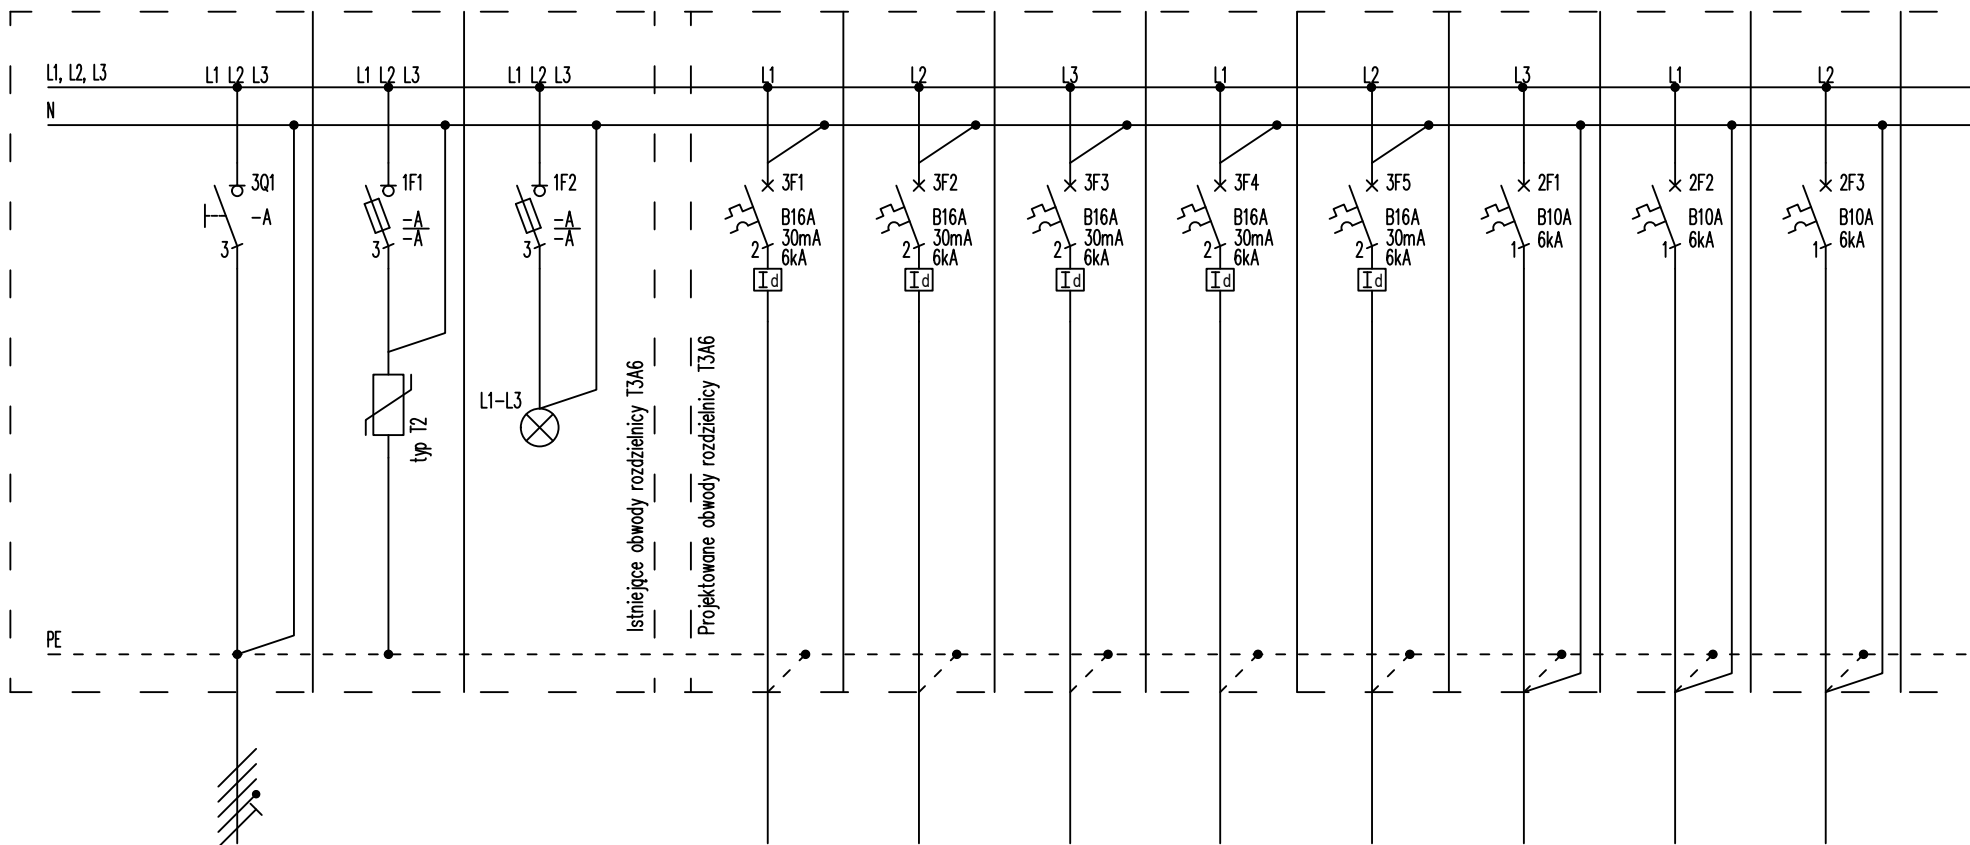 L1, L2, L3
L1 L2 L3
L1 L2 L3
L1 L2 L3
L1
L2
L3
L1
L2
L3
L1
L2
N
3Q1
-A
3
1F1
-A
-A
3
1F2
-A
-A
3
3F1
B16A
30mA
6kA
2
Id
3F2
B16A
30mA
6kA
2
Id
3F3
B16A
30mA
6kA
2
Id
3F4
B16A
30mA
6kA
2
Id
3F5
B16A
30mA
6kA
2
Id
2F1
B10A
6kA
1
2F2
B10A
6kA
1
2F3
B10A
6kA
1
typ T2
L1-L3
Istniejące obwody rozdzielnicy T3A6
Projektowane obwody rozdzielnicy T3A6
PE